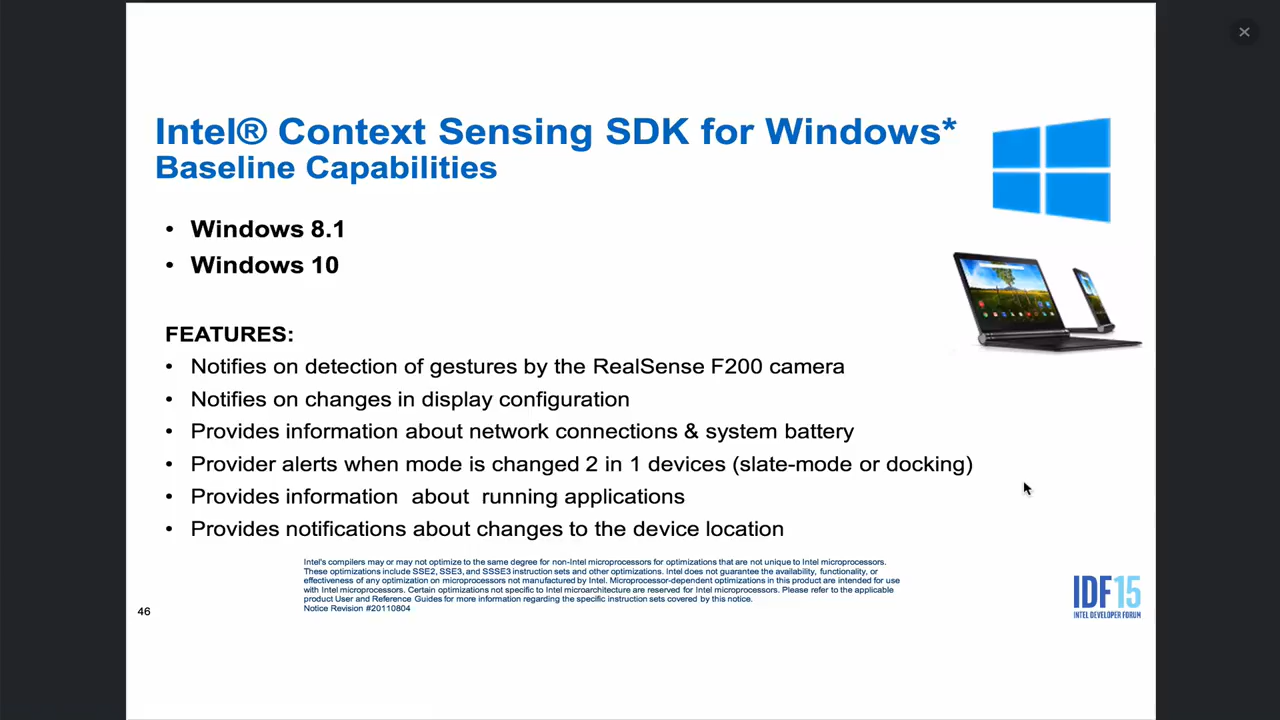 Intel® Context Sensing SDK for Windows*
Baseline Capabilities
• Windows 8.1
• Windows 10
FEATURES:
• Notifies on detection of gestures by the RealSense F200 camera
• Notifies on changes in display configuration
• Provides information about network connections & system battery
• Provider alerts when mode is changed 2 in 1 devices (slate-mode or docking)
• Provides information about running applications
• Provides notifications about changes to the device location
Intel's compilers may or may not optimize to the same degree for non-Intel microprocessors for optimizations that are not unique to Intel microprocessors.
These optimizations include SSE2, SSE3, and SSSE3 instruction sets and other optimizations. Intel does not guarantee the availability, functionality, or
effectiveness of any optimization on microprocessors not manufactured by Intel. Microprocessor-dependent optimizations in this product are intended for use
with Intel microprocessors. Certain optimizations not specific to Intel microarchitecture are reserved for Intel microprocessors. Please refer to the applicable
product User and Reference Guides for more information regarding the specific instruction sets covered by this notice.
Notice Revision #20110804
46
IDF15
INTEL DEVELOPER FORUM